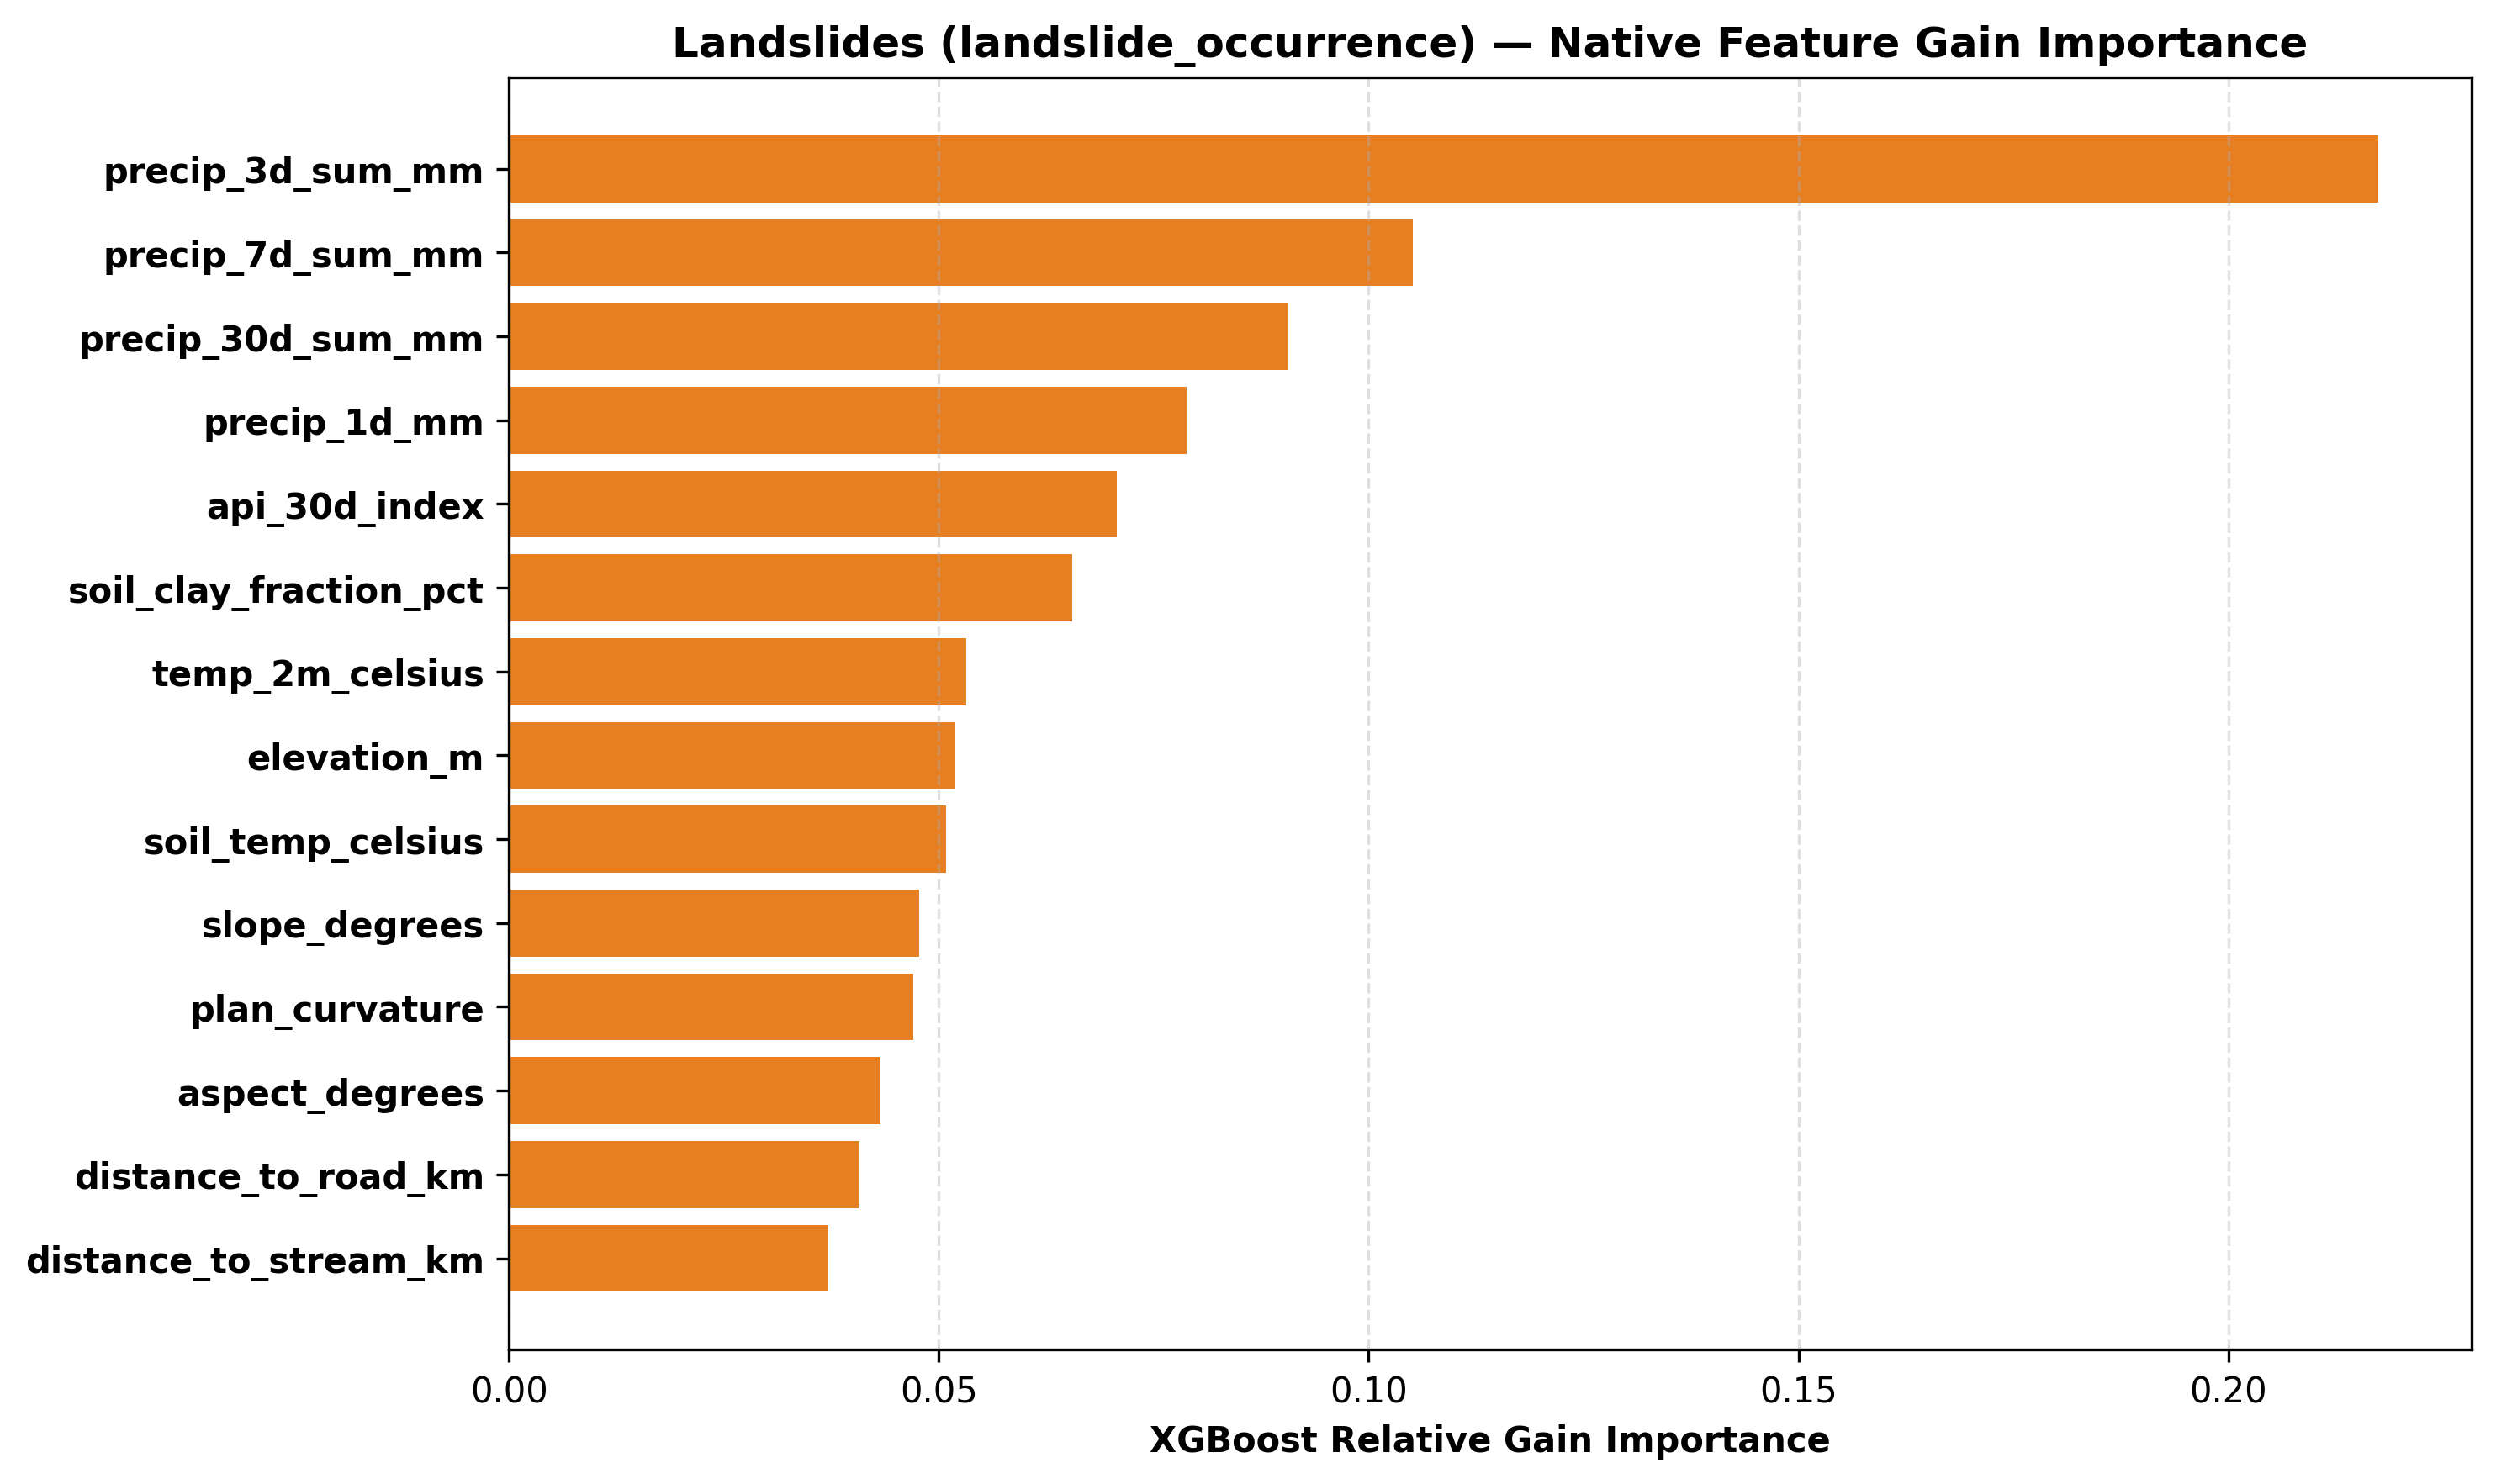 Landslides (landslide_occurrence) — Native Feature Gain Importance
precip_3d_sum_mm
precip_7d_sum_mm
precip_30d_sum_mm
precip_1d_mm
api_30d_index
soil_clay_fraction_pct
temp_2m_celsius
elevation_m
soil_temp_celsius
slope_degrees
plan_curvature
aspect_degrees
distance_to_road_km
distance_to_stream_km
0.00 0.05 0.10 0.15 0.20
XGBoost Relative Gain Importance